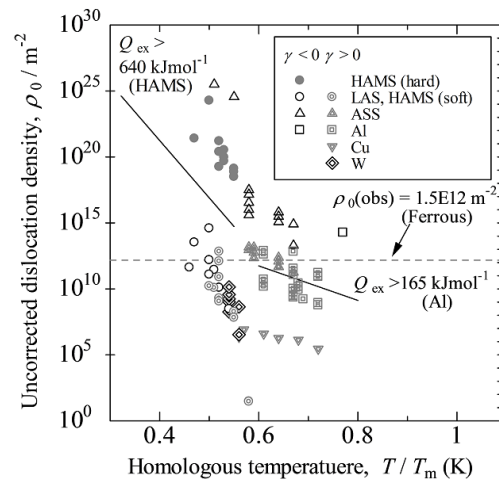 10^30
10^25
10^20
10^15
10^10
10^5
10^0
Uncorrected dislocation density, ρ0 / m-2
Q ex >
640 kJmol-1
(HAMS)
γ < 0 γ > 0
HAMS (hard)
LAS, HAMS (soft)
ASS
Al
Cu
W
ρ0(obs) = 1.5E12 m-2
(Ferrous)
Q ex >165 kJmol-1
(Al)
0.4 0.6 0.8 1
Homologous temperatuere, T / Tm (K)